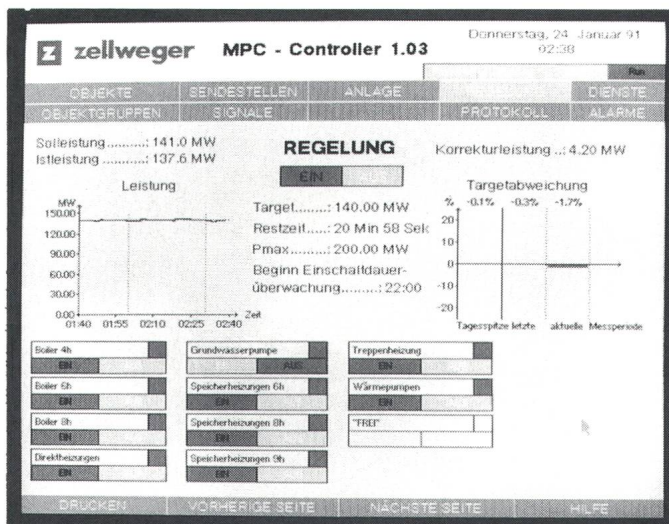 zellweger MPC - Controller 1.03
Donnerstag, 24 Januar 91
02:38
Run
OBJEKTE SENDESTELLEN ANLAGE DIENSTE
OBJEKTGRUPPEN SIGNALE PROTOKOLL ALARME
Solleistung..........: 141.0 MW
Istleistung..........: 137.6 MW
REGELUNG
EIN AUS
Korrekturleistung ..: 4.20 MW
Leistung
MW
150.00
120.00
90.00
60.00
30.00
0.00
01:40 01:55 02:10 02:25 02:40 Zeit
Target.......: 140.00 MW
Restzeit....: 20 Min 58 Sek
Pmax........: 200.00 MW
Beginn Einschaltdauer-
überwachung.........: 22:00
Targetabweichung
% -0.1% -0.3% -1.7%
20
10
0
-10
-20
Tagesspitze letzte aktuelle Messperiode
Boiler 4h
EIN
Grundwasserpumpe
AUS
Treppenheizung
EIN
Boiler 6h
EIN
Speicherheizungen 6h
EIN
Wärmepumpen
EIN
Boiler 8h
EIN
Speicherheizungen 8h
EIN
"FREI"
Direktheizungen
EIN
Speicherheizungen 9h
EIN
DRUCKEN VORHERIGE SEITE NÄCHSTE SEITE HILFE